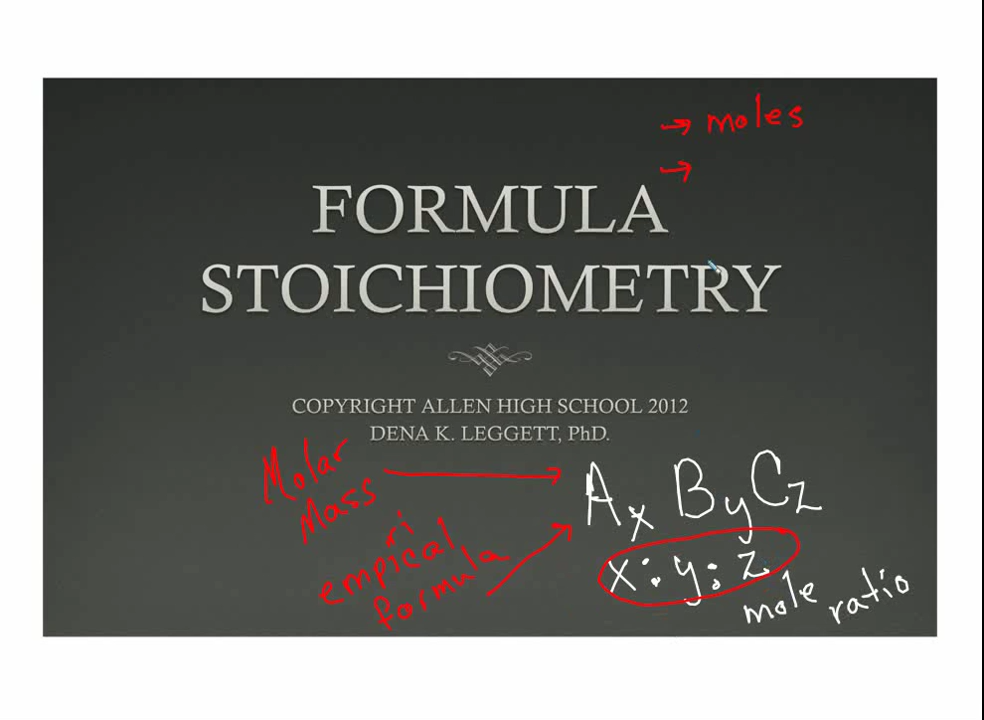 → moles
→
FORMULA
STOICHIOMETRY
COPYRIGHT ALLEN HIGH SCHOOL 2012
DENA K. LEGGETT, PhD.
Molar
Mass
AxByCz
ri
empical
formula
x:y:z
mole ratio